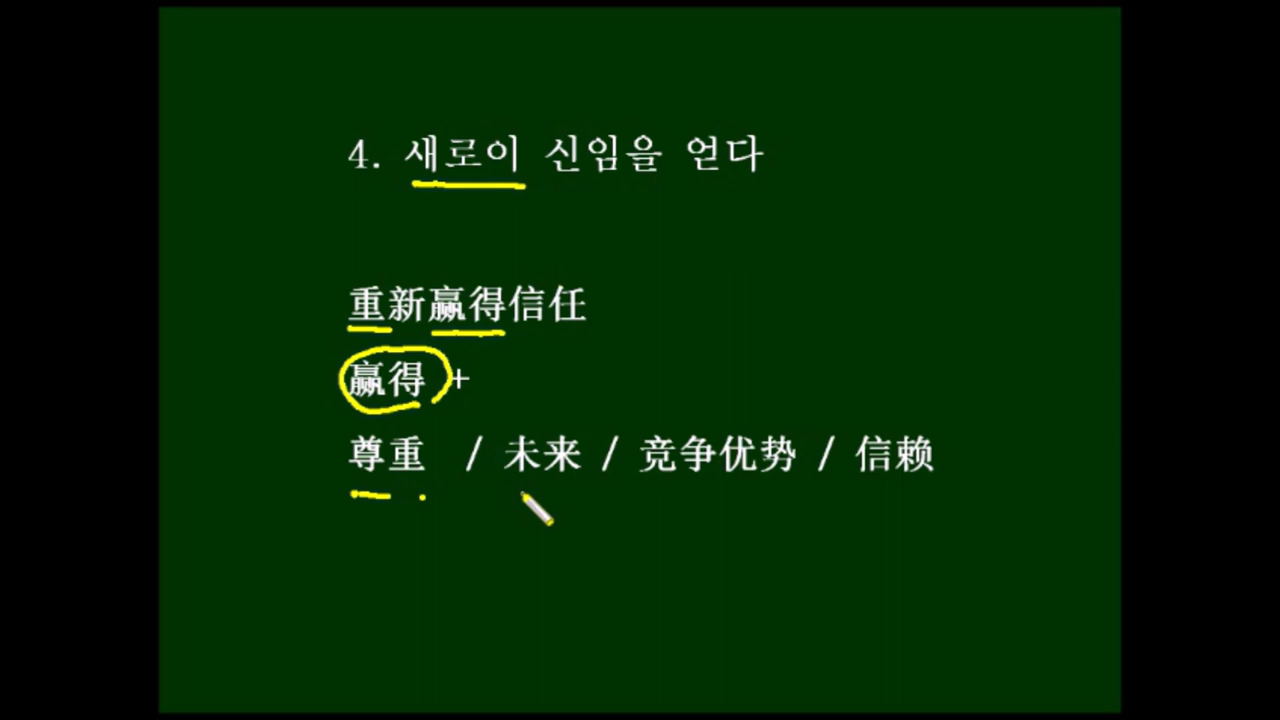 4. 새로이 신임을 얻다
重新赢得信任
赢得 +
尊重 / 未来 / 竞争优势 / 信赖